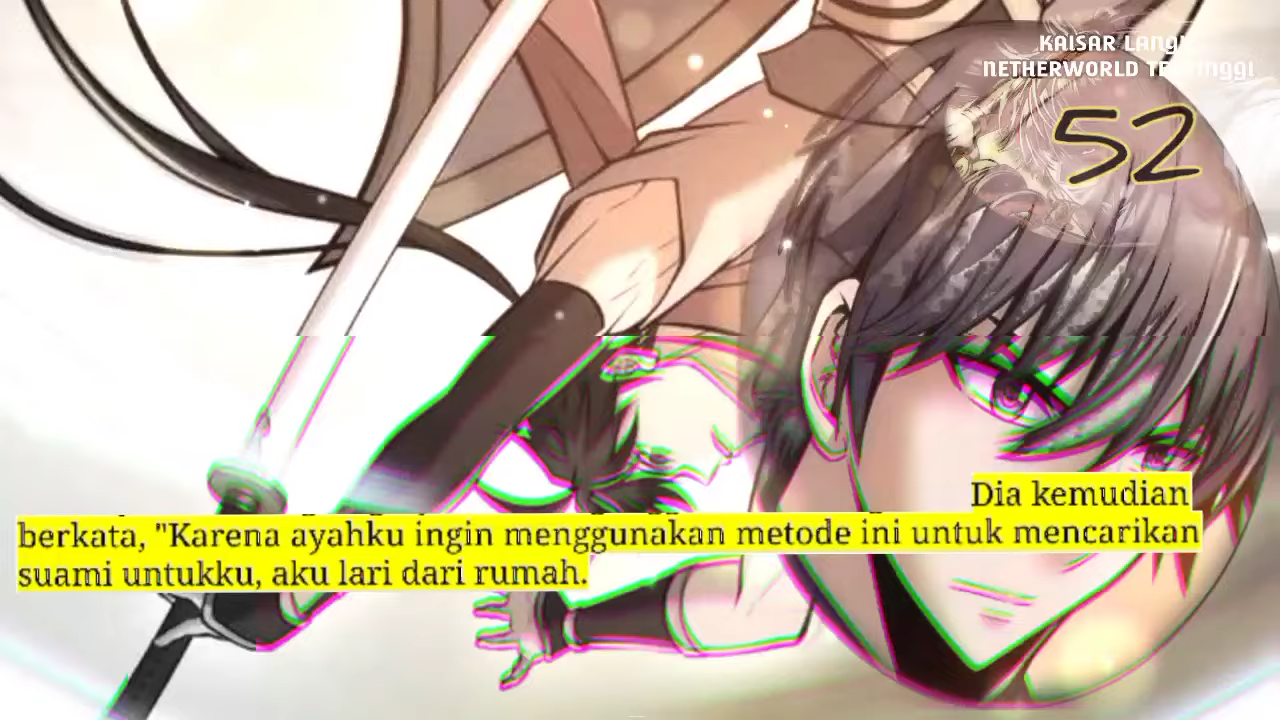 KAISAR LANGIT
NETHERWORLD TERTINGGI
52
Dia kemudian
berkata, "Karena ayahku ingin menggunakan metode ini untuk mencarikan
suami untukku, aku lari dari rumah.